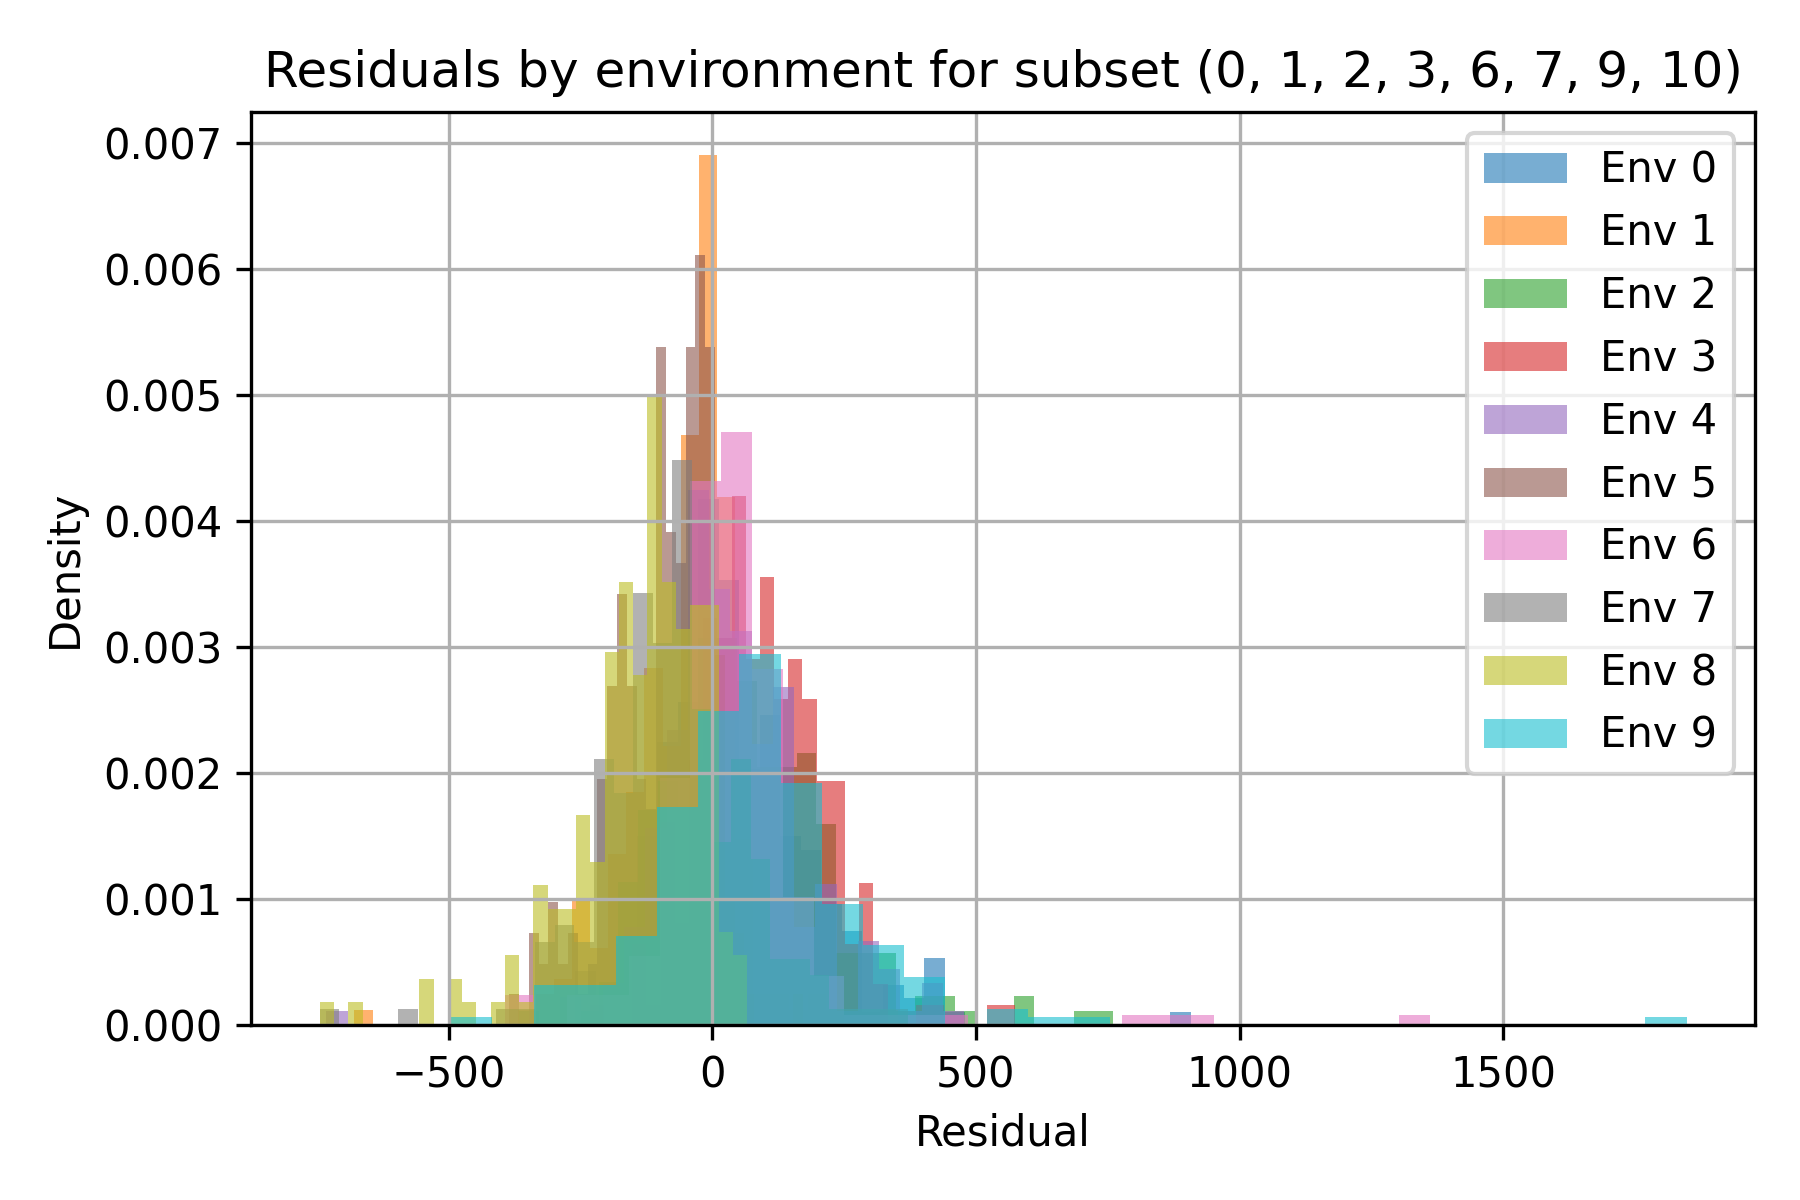 Residuals by environment for subset (0, 1, 2, 3, 6, 7, 9, 10)
0.007
0.006
0.005
0.004
0.003
0.002
0.001
0.000
Density
−500
0
500
1000
1500
Residual
Env 0
Env 1
Env 2
Env 3
Env 4
Env 5
Env 6
Env 7
Env 8
Env 9